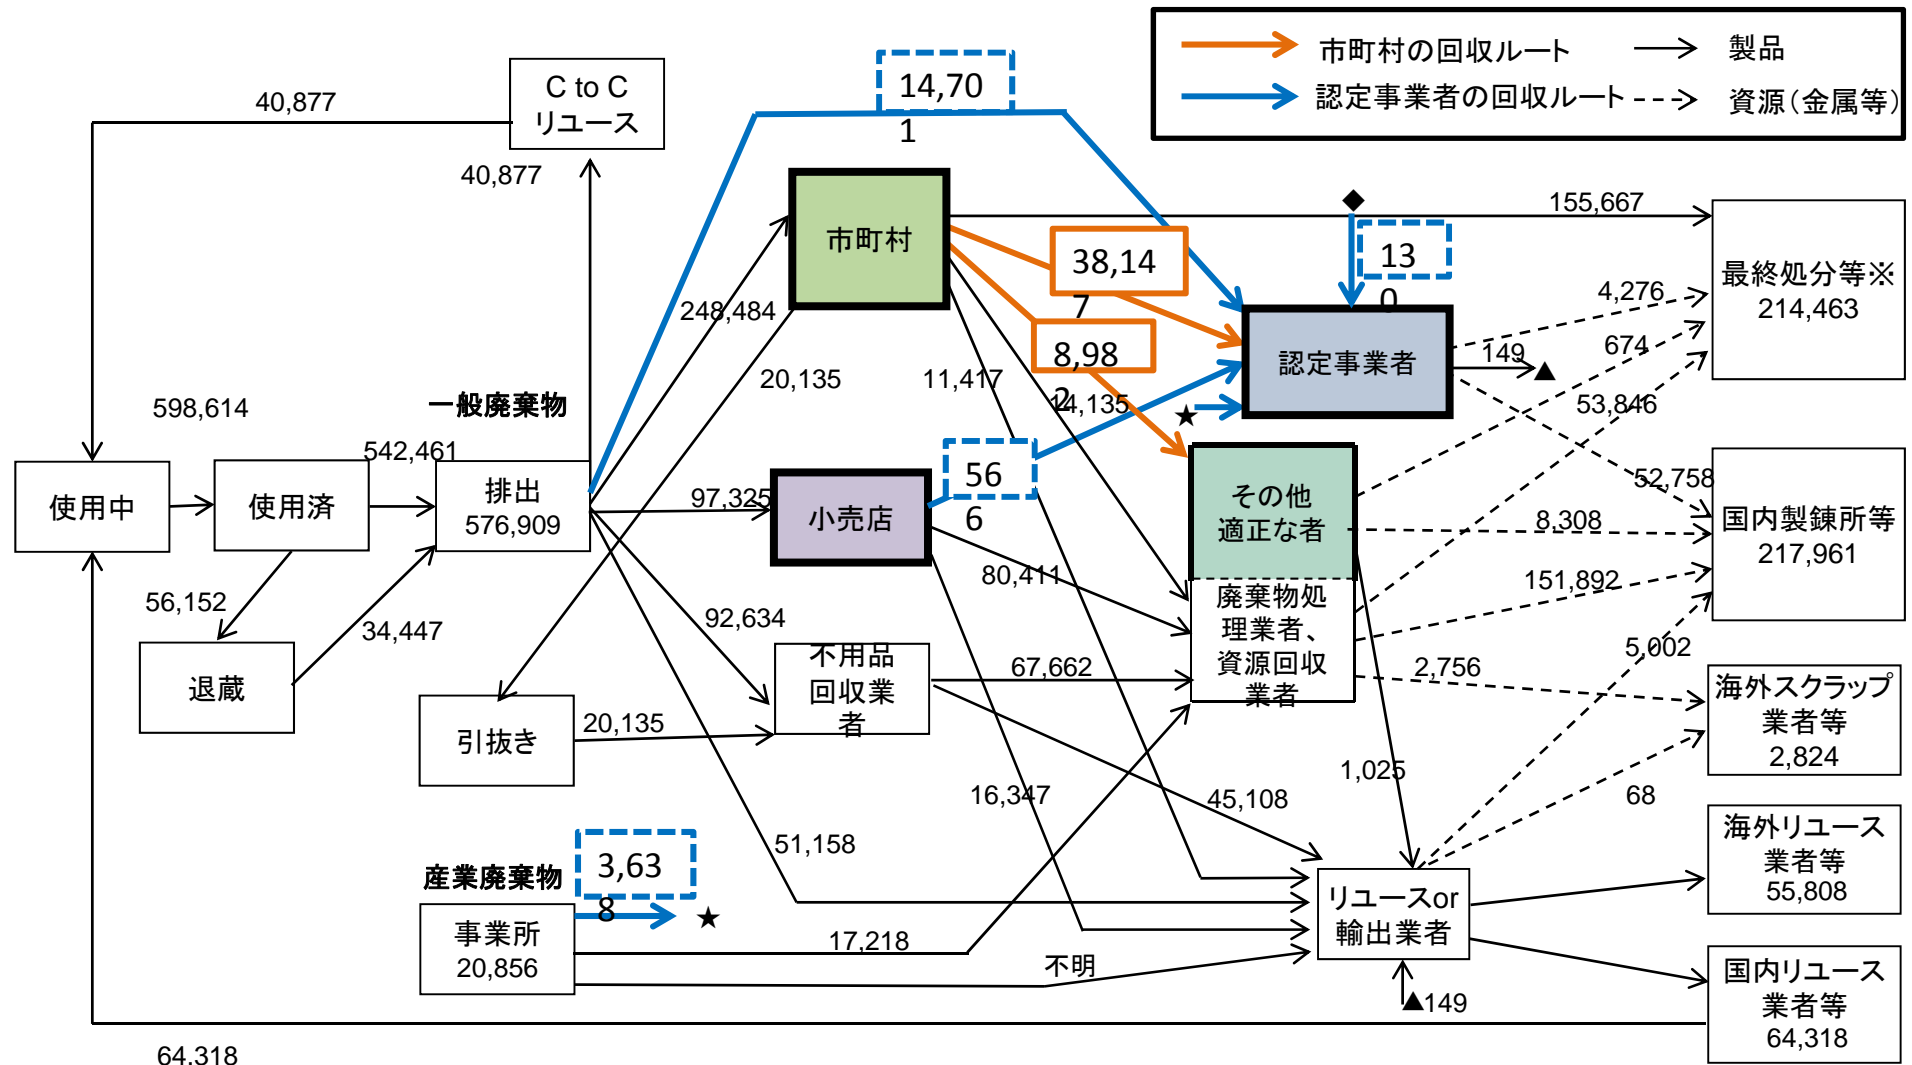 市町村の回収ルート
製品
認定事業者の回収ルート
資源(金属等)
14,70
1
C to C
リユース
40,877
40,877
市町村
155,667
最終処分等※
214,463
38,14
7
13
0
248,484
8,98
2
認定事業者
4,276
674
149
▲
20,135
11,417
14,135
★
53,846
598,614
一般廃棄物
542,461
使用中
使用済
排出
576,909
97,325
小売店
56
6
その他
適正な者
52,758
8,308
国内製錬所等
217,961
80,411
151,892
56,152
34,447
92,634
廃棄物処
理業者、
資源回収
業者
退蔵
不用品
回収業
者
67,662
2,756
5,002
海外スクラップ
業者等
2,824
引抜き
20,135
1,025
16,347
45,108
68
51,158
海外リユース
業者等
55,808
産業廃棄物
3,63
8
★
事業所
20,856
17,218
不明
リユースor
輸出業者
▲149
国内リユース
業者等
64,318
64,318